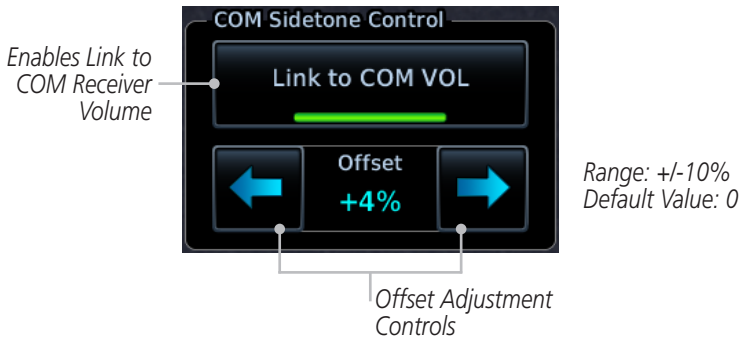 COM Sidetone Control
Enables Link to
COM Receiver
Volume
Link to COM VOL
Offset
+4%
Range: +/-10%
Default Value: 0
Offset Adjustment
Controls